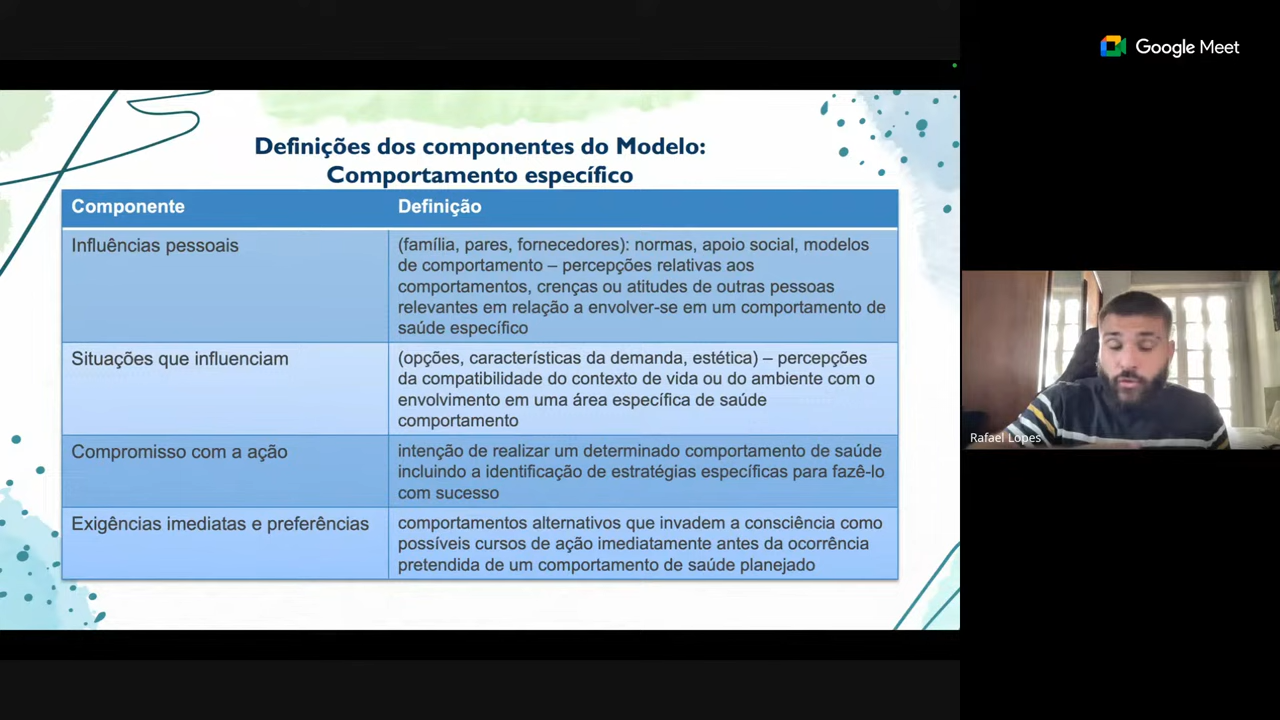 Google Meet
Definições dos componentes do Modelo:
Comportamento específico
Componente
Definição
Influências pessoais
(família, pares, fornecedores): normas, apoio social, modelos
de comportamento – percepções relativas aos
comportamentos, crenças ou atitudes de outras pessoas
relevantes em relação a envolver-se em um comportamento de
saúde específico
Situações que influenciam
(opções, características da demanda, estética) – percepções
da compatibilidade do contexto de vida ou do ambiente com o
envolvimento em uma área específica de saúde
comportamento
Compromisso com a ação
intenção de realizar um determinado comportamento de saúde
incluindo a identificação de estratégias específicas para fazê-lo
com sucesso
Exigências imediatas e preferências
comportamentos alternativos que invadem a consciência como
possíveis cursos de ação imediatamente antes da ocorrência
pretendida de um comportamento de saúde planejado
Rafael Lopes